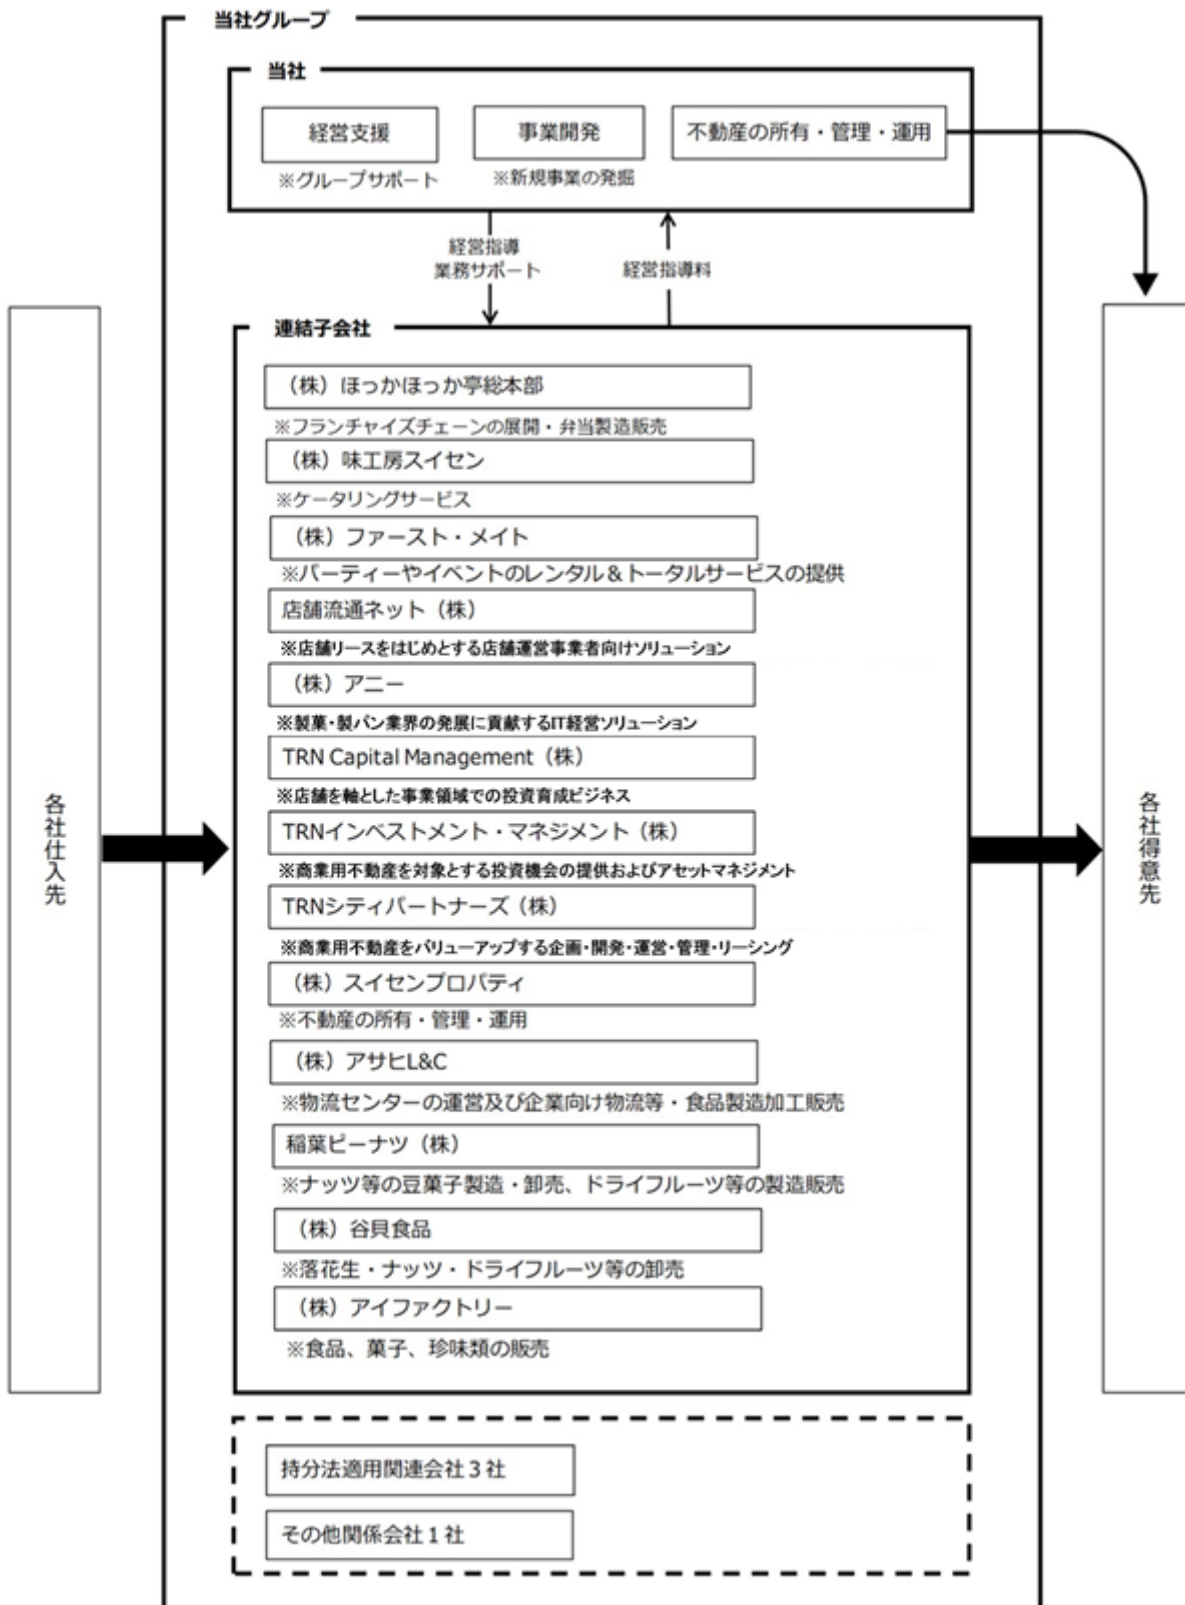 当社グループ
当社
経営支援
事業開発
不動産の所有・管理・運用
※グループサポート
※新規事業の発掘
経営指導
業務サポート
経営指導料
連結子会社
（株）ほっかほっか亭総本部
※フランチャイズチェーンの展開・弁当製造販売
（株）味工房スイセン
※ケータリングサービス
（株）ファースト・メイト
※パーティーやイベントのレンタル＆トータルサービスの提供
店舗流通ネット（株）
※店舗リースをはじめとする店舗運営事業者向けソリューション
（株）アニー
※製菓・製パン業界の発展に貢献するIT経営ソリューション
TRN Capital Management（株）
※店舗を軸とした事業領域での投資育成ビジネス
TRNインベストメント・マネジメント（株）
※商業用不動産を対象とする投資機会の提供およびアセットマネジメント
TRNシティパートナーズ（株）
※商業用不動産をバリューアップする企画・開発・運営・管理・リーシング
（株）スイセンプロパティ
※不動産の所有・管理・運用
（株）アサヒL&C
※物流センターの運営及び企業向け物流等・食品製造加工販売
稲葉ピーナツ（株）
※ナッツ等の豆菓子製造・卸売、ドライフルーツ等の製造販売
（株）谷貝食品
※落花生・ナッツ・ドライフルーツ等の卸売
（株）アイファクトリー
※食品、菓子、珍味類の販売
持分法適用関連会社３社
その他関係会社１社
各社仕入先
各社得意先